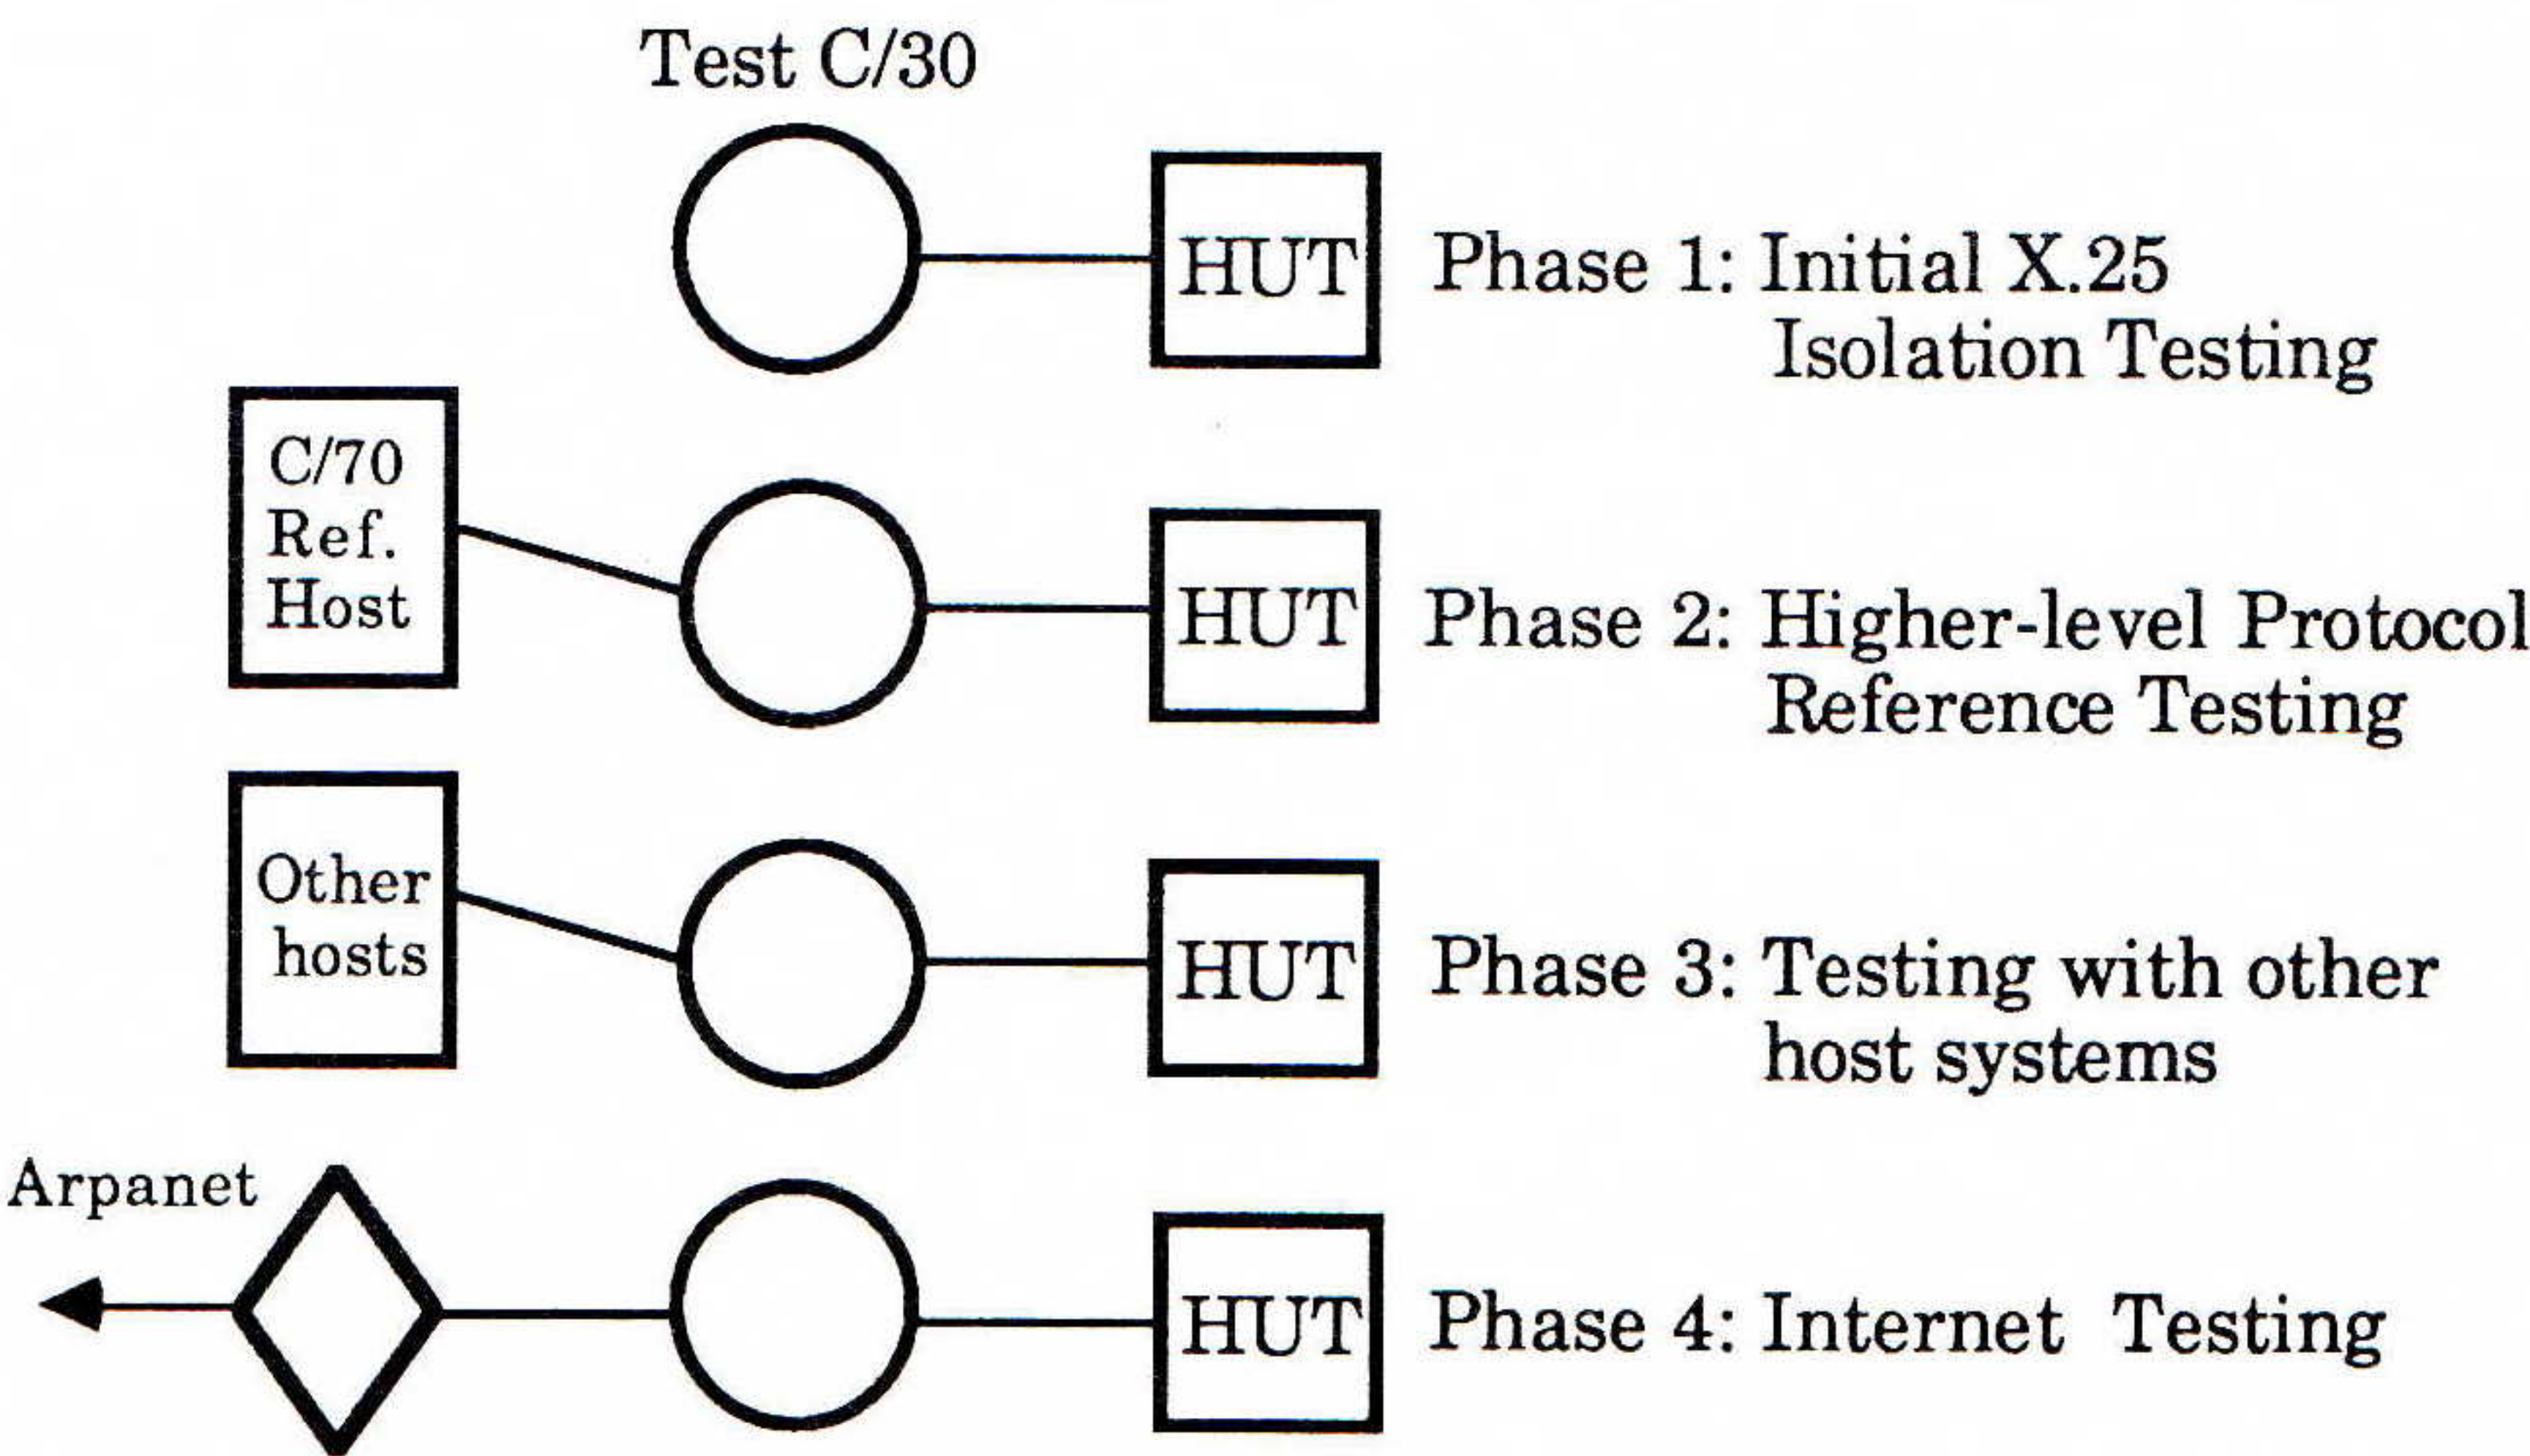 Test C/30
HUT
Phase 1: Initial X.25
Isolation Testing
C/70
Ref.
Host
HUT
Phase 2: Higher-level Protocol
Reference Testing
Other
hosts
HUT
Phase 3: Testing with other
host systems
Arpanet
HUT
Phase 4: Internet Testing